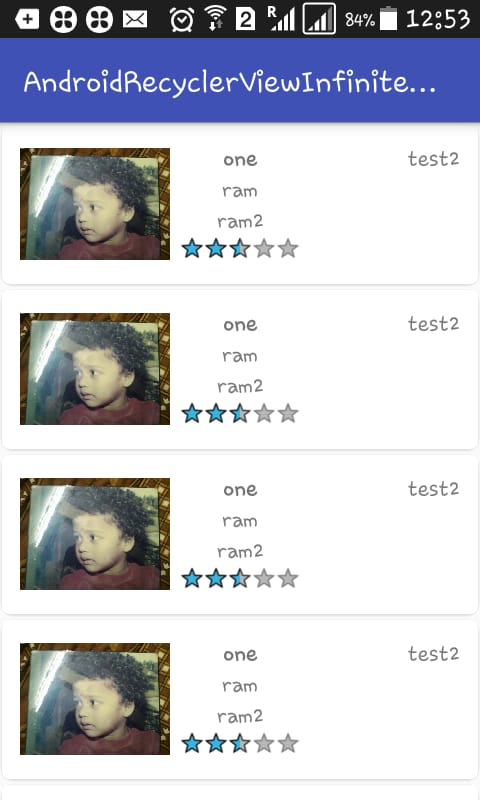 2 R 84% 12:53
AndroidRecyclerViewInfinite...
one test2
ram
ram2
one test2
ram
ram2
one test2
ram
ram2
one test2
ram
ram2